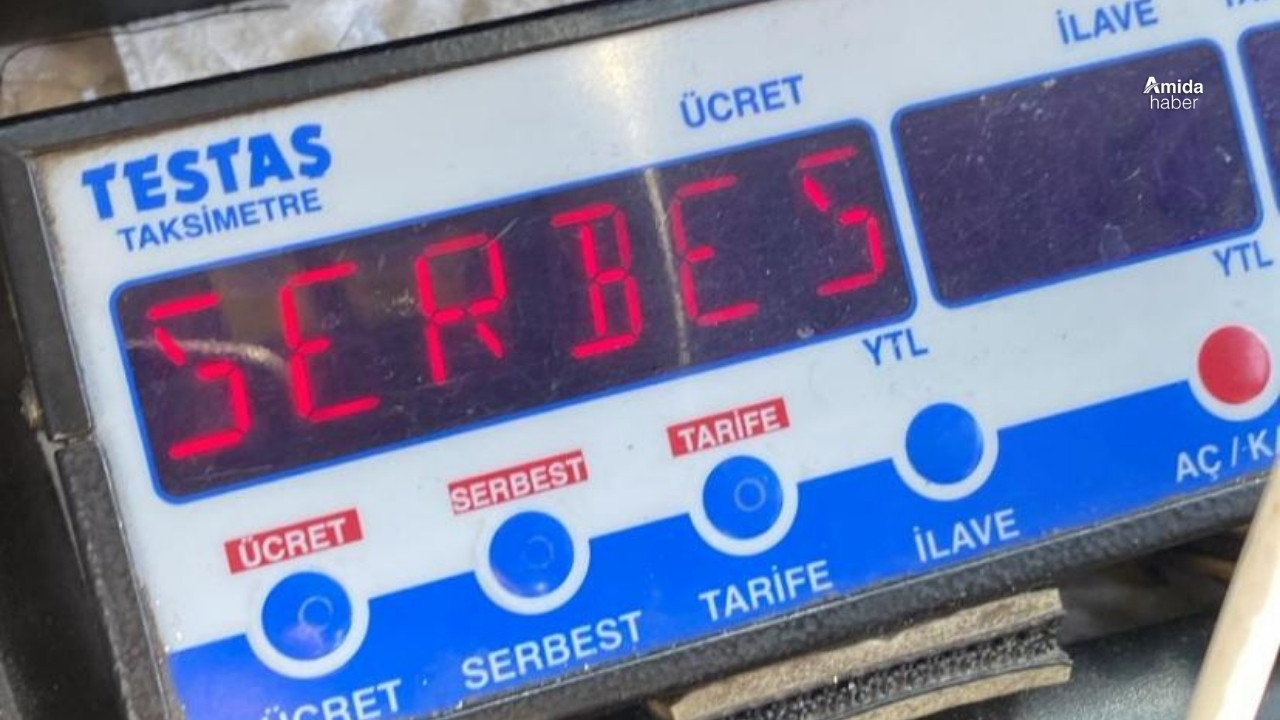 İLAVE
Amida
haber
ÜCRET
TESTAŞ
TAKSİMETRE
SERBES
YTL
YTL
TARİFE
SERBEST
ÜCRET
AÇ / K
İLAVE
TARİFE
SERBEST
ÜCRET